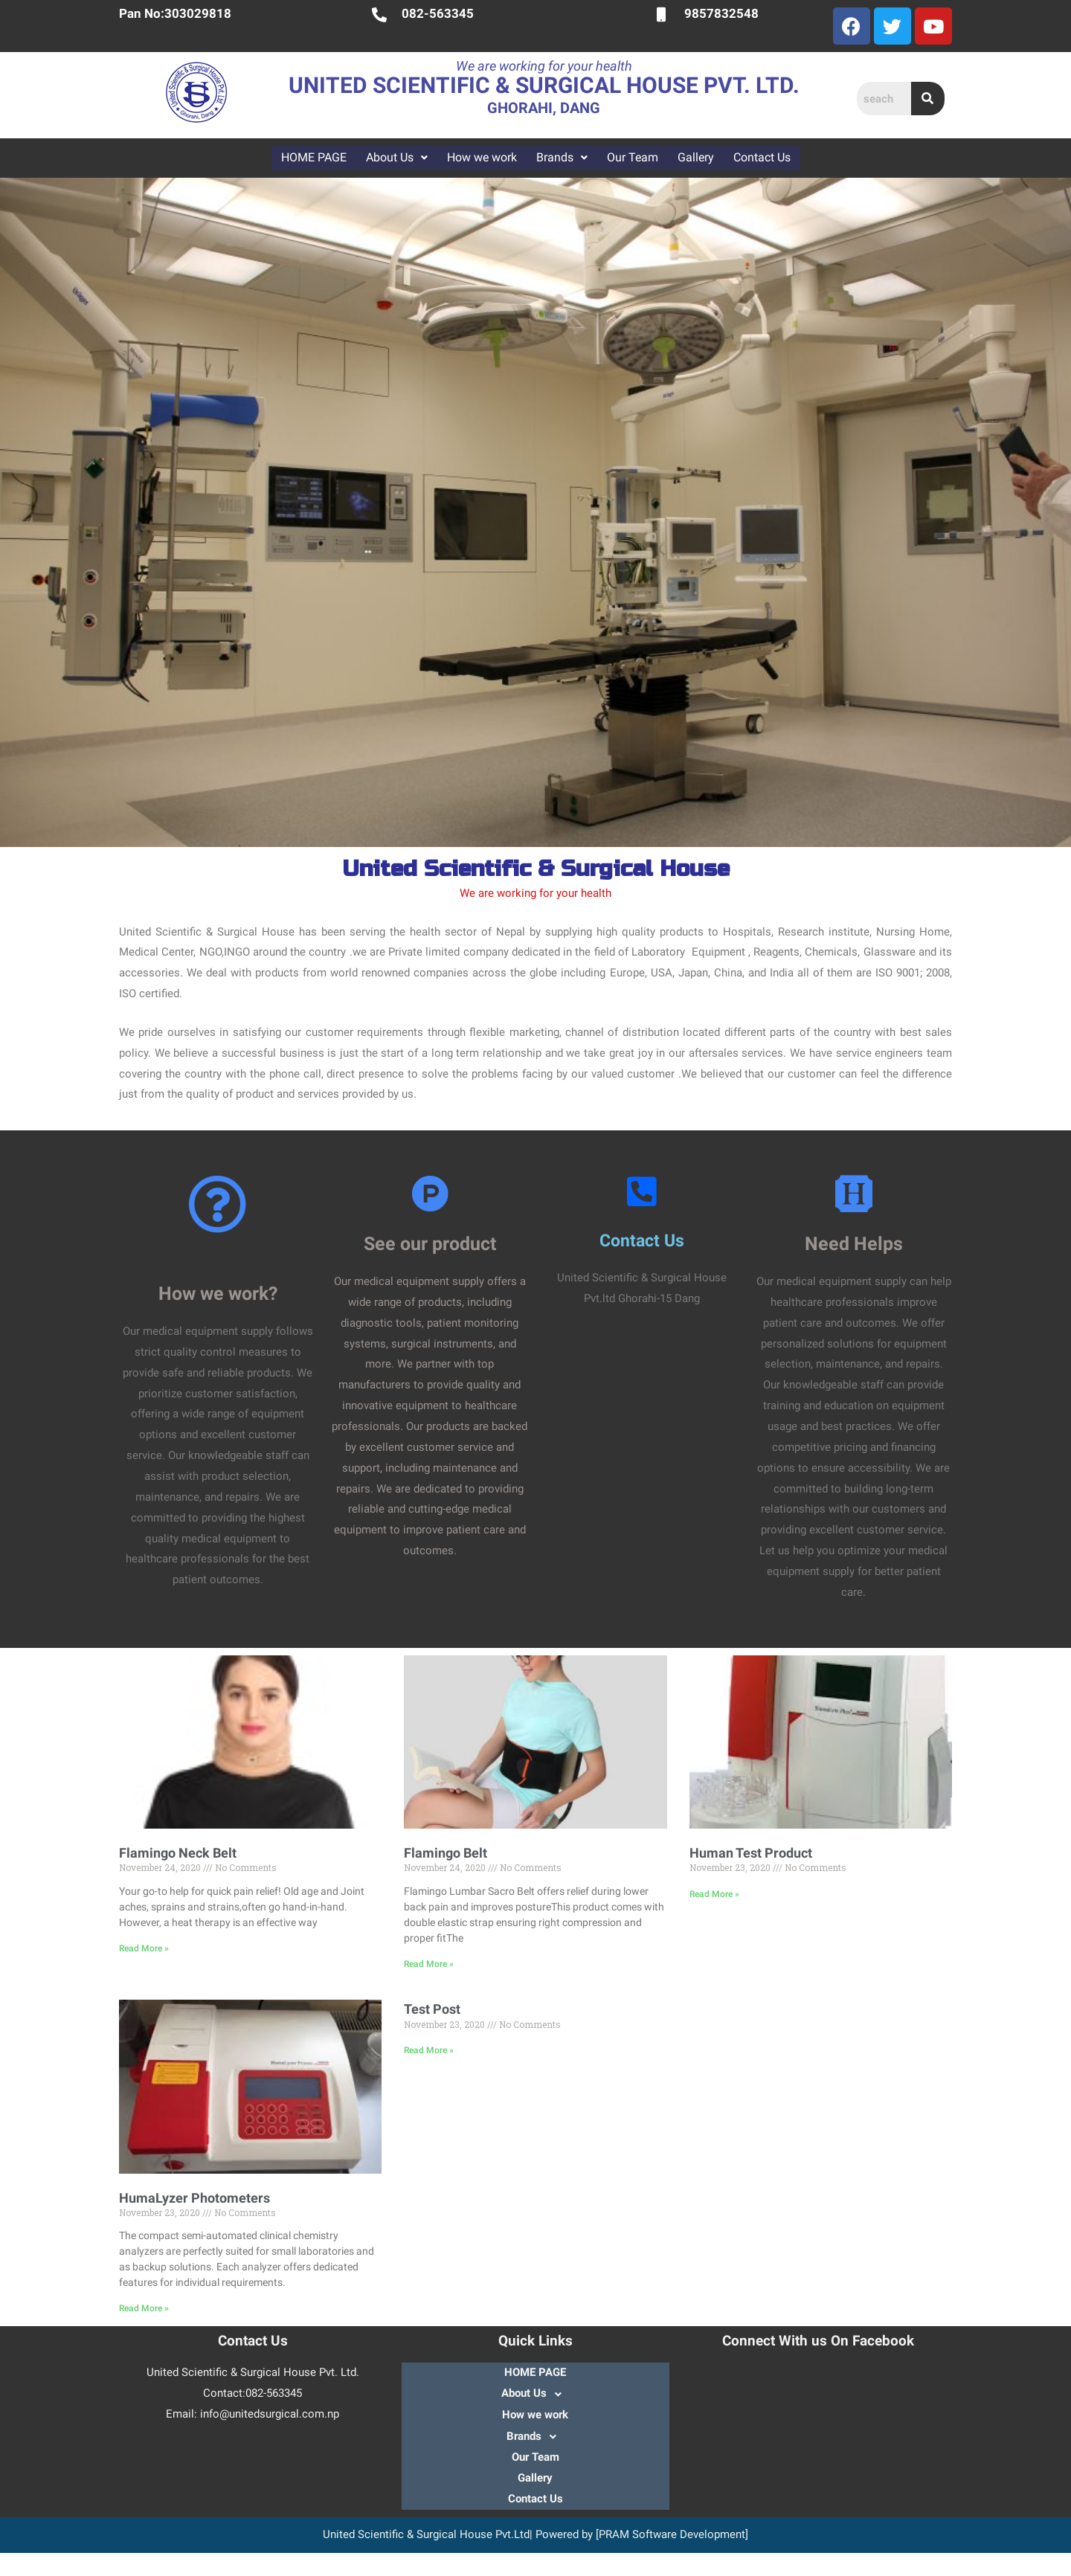 Pan No:303029818
082-563345
9857832548
We are working for your health
UNITED SCIENTIFIC & SURGICAL HOUSE PVT. LTD.
GHORAHI, DANG
seach
HOME PAGE
About Us
How we work
Brands
Our Team
Gallery
Contact Us
United Scientific & Surgical House
We are working for your health
United Scientific & Surgical House has been serving the health sector of Nepal by supplying high quality products to Hospitals, Research institute, Nursing Home,
Medical Center, NGO,INGO around the country .we are Private limited company dedicated in the field of Laboratory  Equipment , Reagents, Chemicals, Glassware and its
accessories. We deal with products from world renowned companies across the globe including Europe, USA, Japan, China, and India all of them are ISO 9001; 2008,
ISO certified.
We pride ourselves in satisfying our customer requirements through flexible marketing, channel of distribution located different parts of the country with best sales
policy. We believe a successful business is just the start of a long term relationship and we take great joy in our aftersales services. We have service engineers team
covering the country with the phone call, direct presence to solve the problems facing by our valued customer .We believed that our customer can feel the difference
just from the quality of product and services provided by us.
How we work?
Our medical equipment supply follows
strict quality control measures to
provide safe and reliable products. We
prioritize customer satisfaction,
offering a wide range of equipment
options and excellent customer
service. Our knowledgeable staff can
assist with product selection,
maintenance, and repairs. We are
committed to providing the highest
quality medical equipment to
healthcare professionals for the best
patient outcomes.
See our product
Our medical equipment supply offers a
wide range of products, including
diagnostic tools, patient monitoring
systems, surgical instruments, and
more. We partner with top
manufacturers to provide quality and
innovative equipment to healthcare
professionals. Our products are backed
by excellent customer service and
support, including maintenance and
repairs. We are dedicated to providing
reliable and cutting-edge medical
equipment to improve patient care and
outcomes.
Contact Us
United Scientific & Surgical House
Pvt.ltd Ghorahi-15 Dang
Need Helps
Our medical equipment supply can help
healthcare professionals improve
patient care and outcomes. We offer
personalized solutions for equipment
selection, maintenance, and repairs.
Our knowledgeable staff can provide
training and education on equipment
usage and best practices. We offer
competitive pricing and financing
options to ensure accessibility. We are
committed to building long-term
relationships with our customers and
providing excellent customer service.
Let us help you optimize your medical
equipment supply for better patient
care.
Flamingo Neck Belt
November 24, 2020 /// No Comments
Your go-to help for quick pain relief! Old age and Joint
aches, sprains and strains,often go hand-in-hand.
However, a heat therapy is an effective way
Read More »
Flamingo Belt
November 24, 2020 /// No Comments
Flamingo Lumbar Sacro Belt offers relief during lower
back pain and improves postureThis product comes with
double elastic strap ensuring right compression and
proper fitThe
Read More »
Human Test Product
November 23, 2020 /// No Comments
Read More »
HumaLyzer Photometers
November 23, 2020 /// No Comments
The compact semi-automated clinical chemistry
analyzers are perfectly suited for small laboratories and
as backup solutions. Each analyzer offers dedicated
features for individual requirements.
Read More »
Test Post
November 23, 2020 /// No Comments
Read More »
Contact Us
United Scientific & Surgical House Pvt. Ltd.
Contact:082-563345
Email: info@unitedsurgical.com.np
Quick Links
HOME PAGE
About Us
How we work
Brands
Our Team
Gallery
Contact Us
Connect With us On Facebook
United Scientific & Surgical House Pvt.Ltd| Powered by [PRAM Software Development]